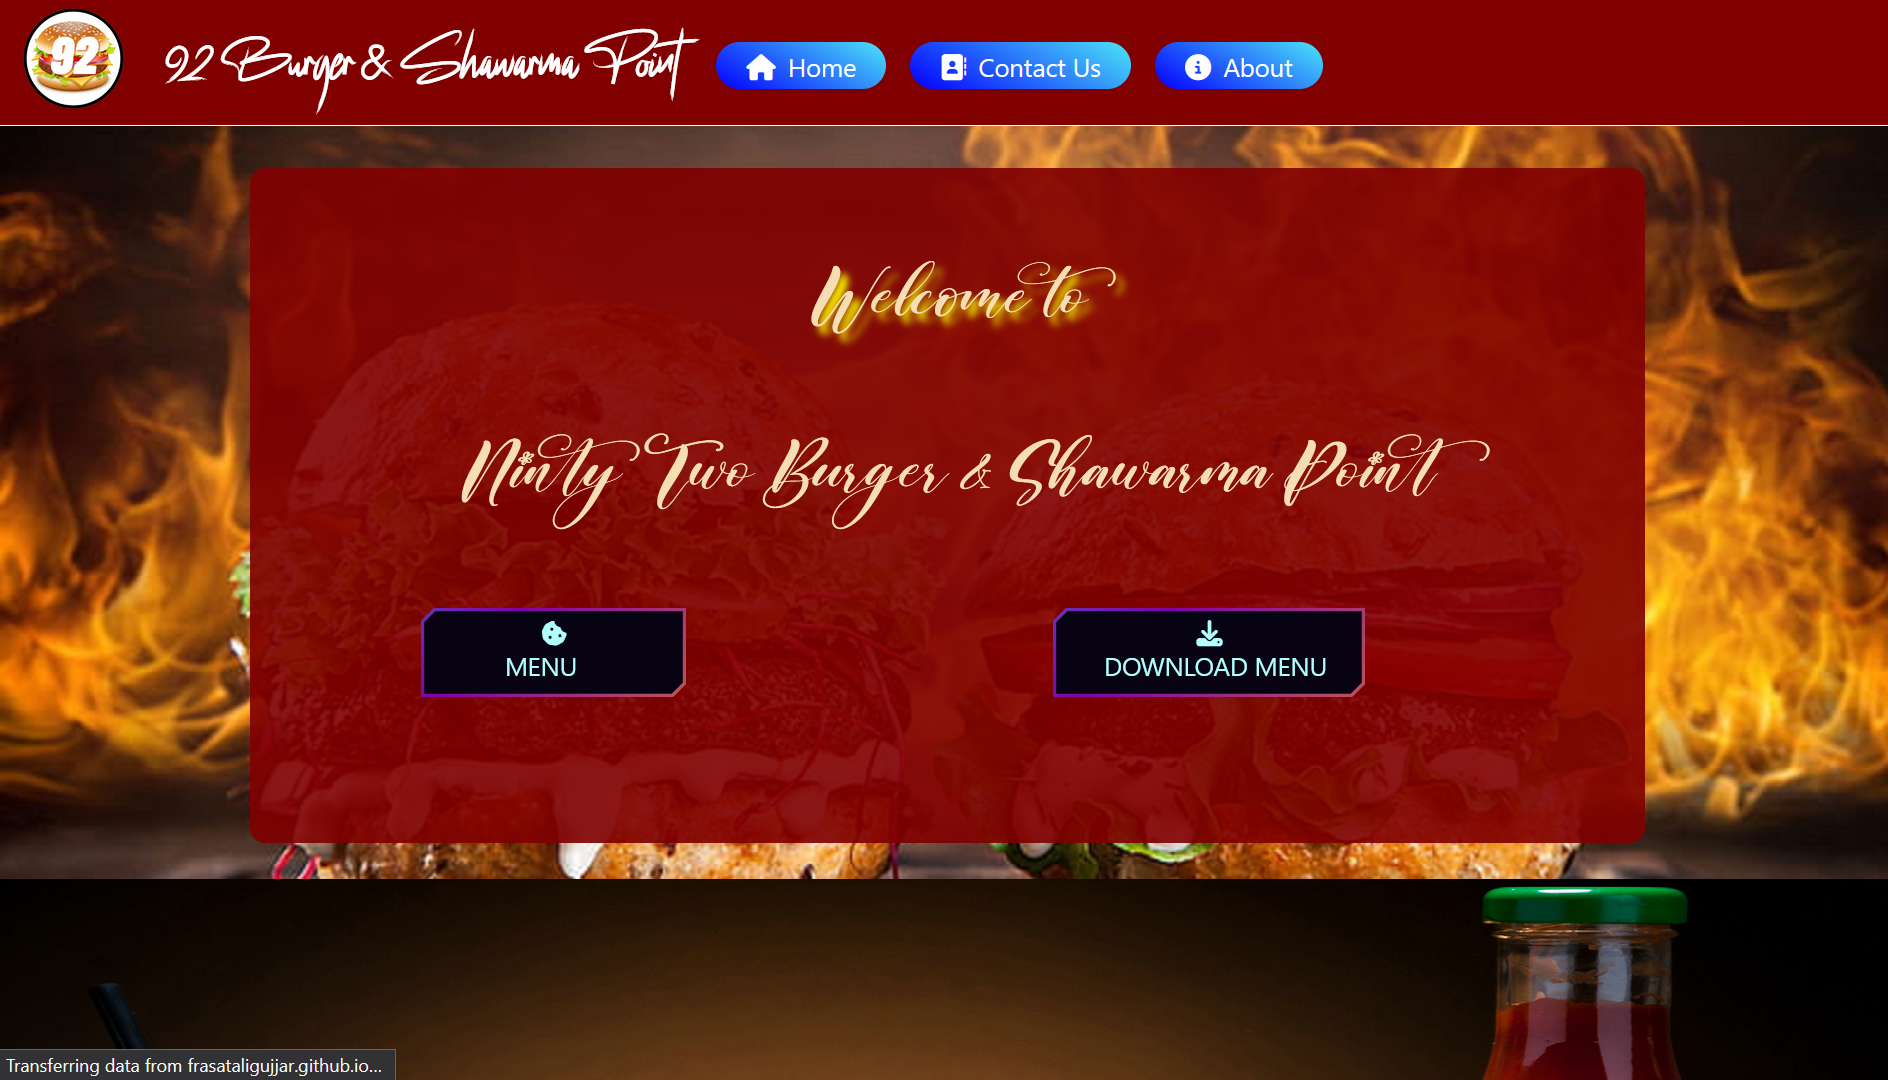 92
92 Burger & Shawarma Point
Home
Contact Us
About
Welcome to
Ninty Two Burger & Shawarma Point
MENU
DOWNLOAD MENU
Transferring data from frasataligujjar.github.io...